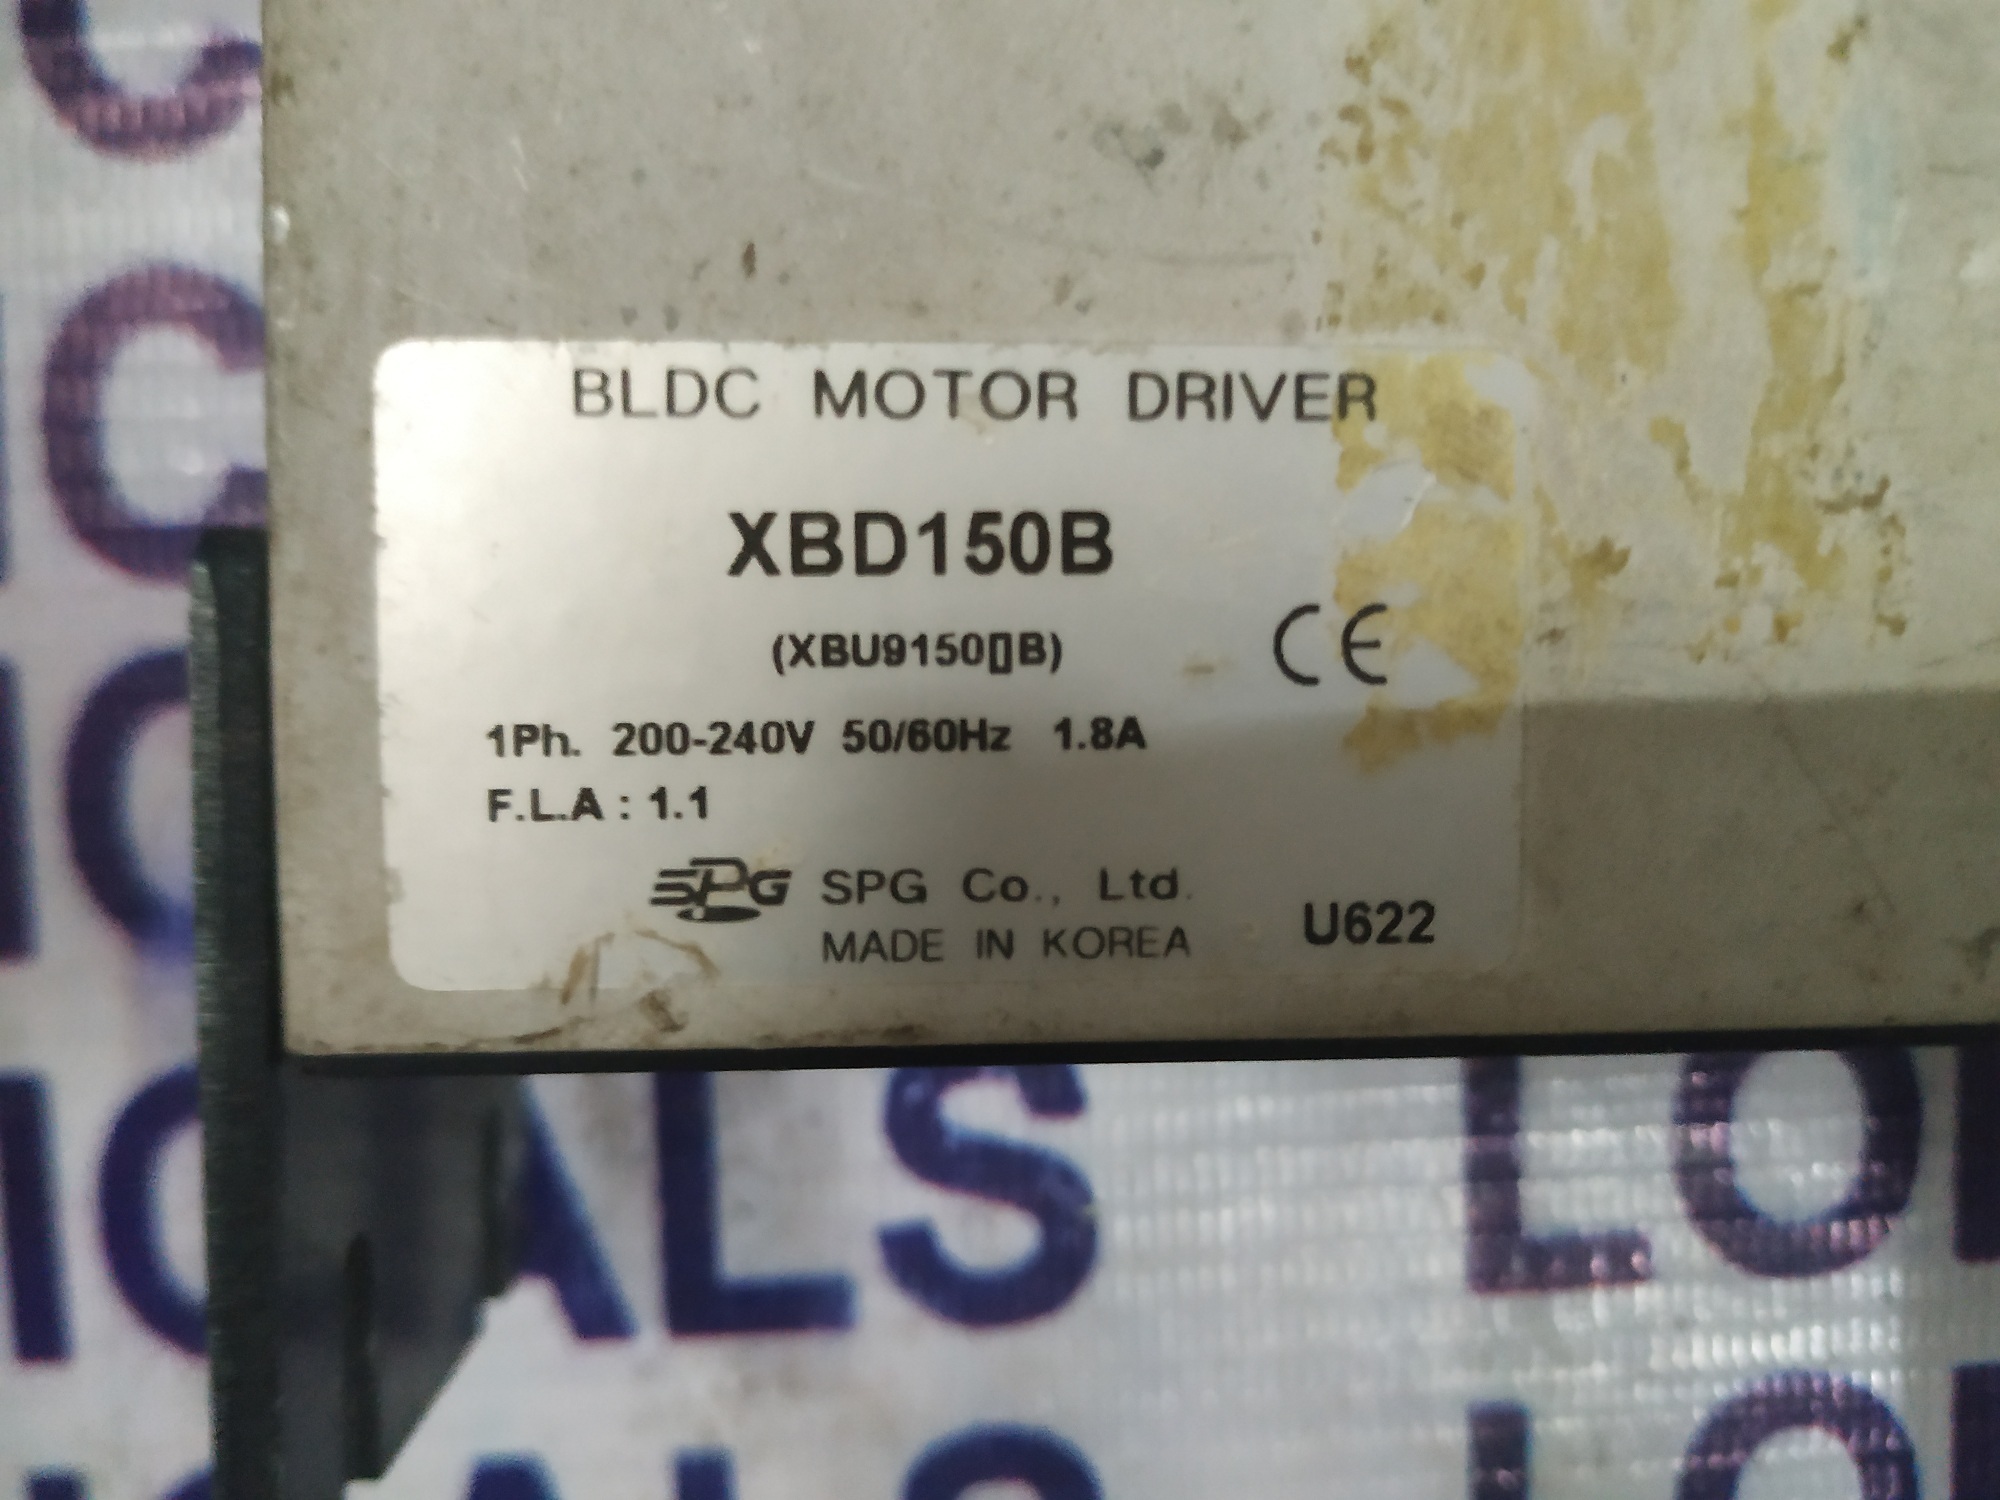 BLDC MOTOR DRIVER
XBD150B
(XBU9150▯B)
CE
1Ph. 200-240V 50/60Hz 1.8A
F.L.A : 1.1
SPG SPG Co., Ltd.
MADE IN KOREA
U622
ALS